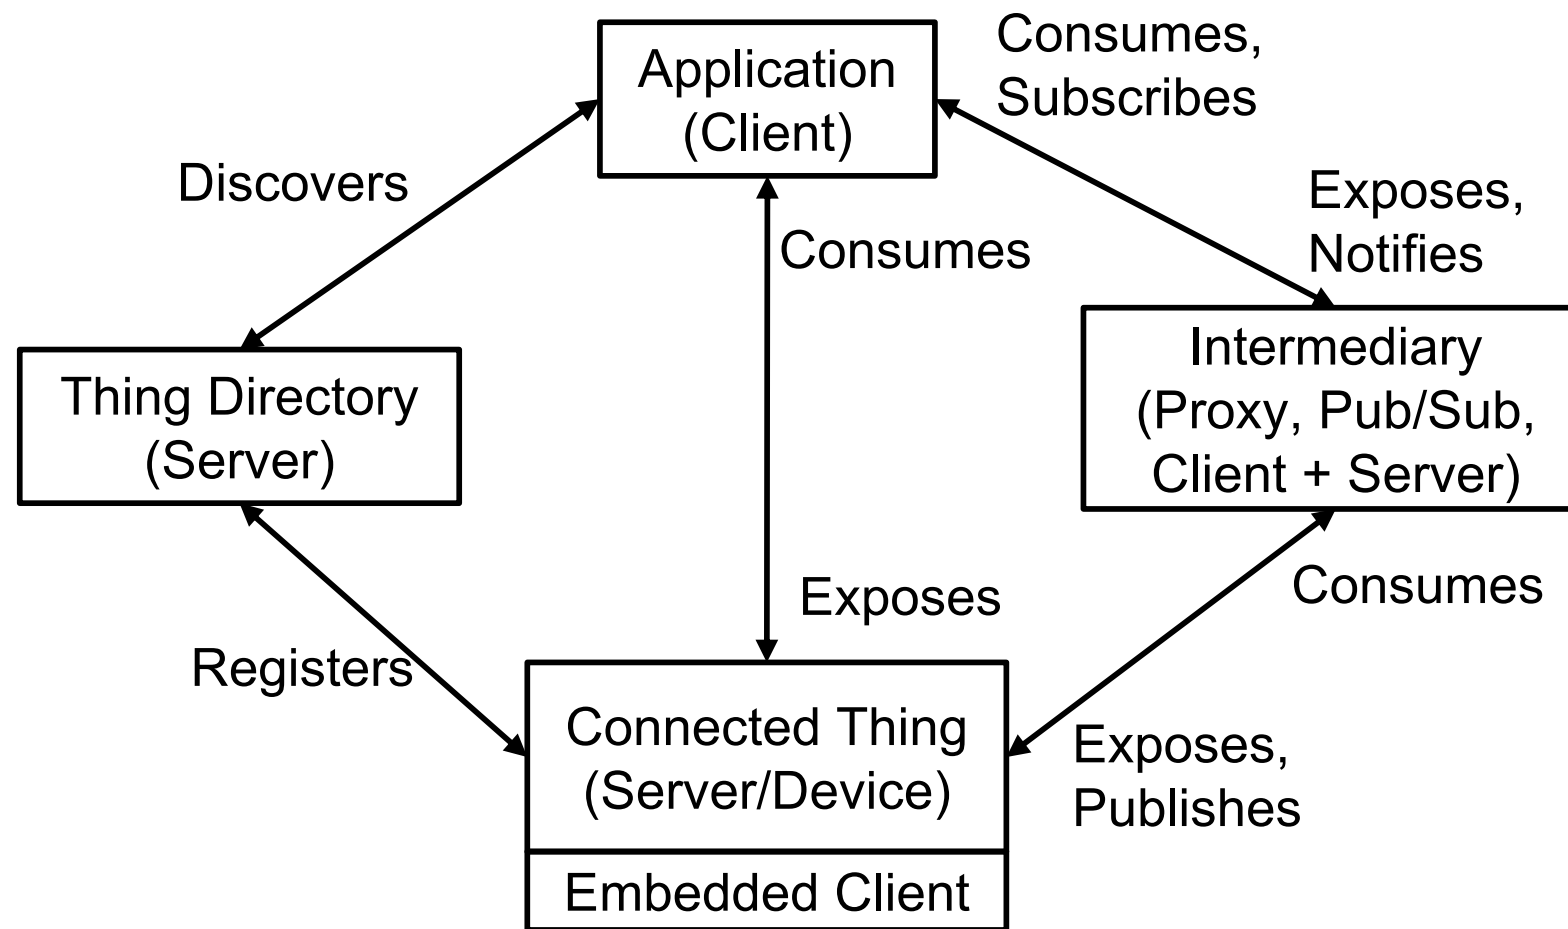 Application
(Client)
Consumes,
Subscribes
Discovers
Consumes
Exposes,
Notifies
Thing Directory
(Server)
Intermediary
(Proxy, Pub/Sub,
Client + Server)
Exposes
Consumes
Registers
Connected Thing
(Server/Device)
Exposes,
Publishes
Embedded Client